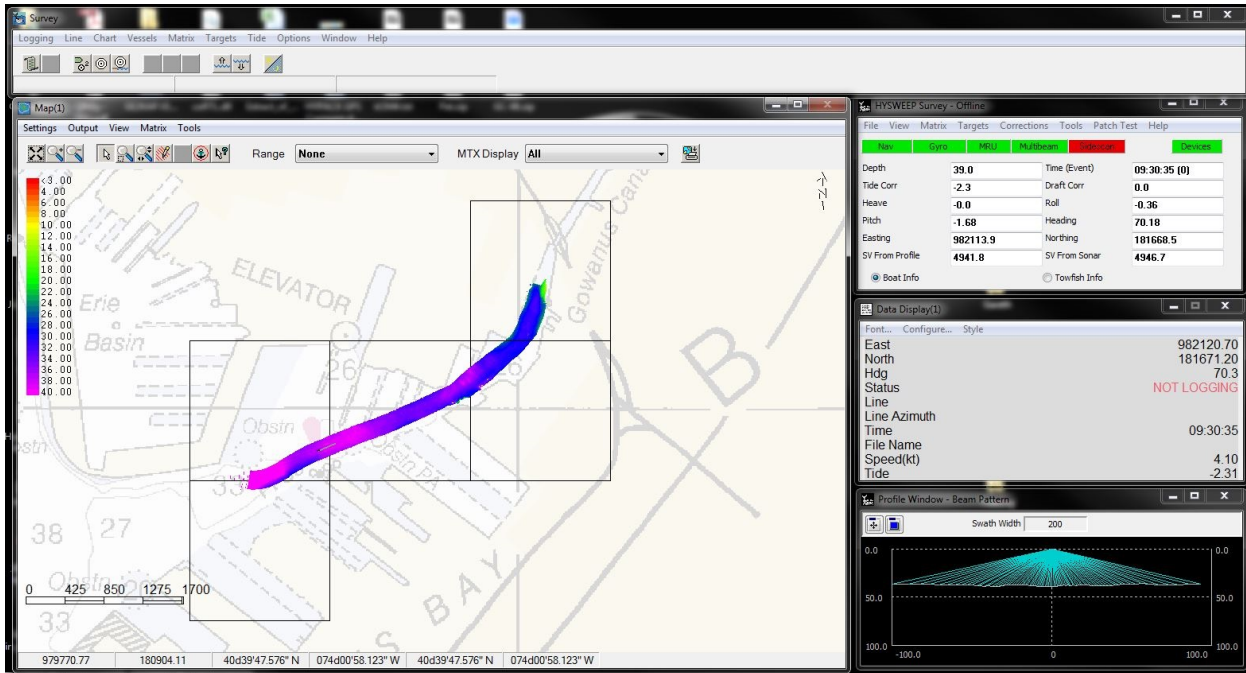 Survey
Logging Line Chart Vessels Matrix Targets Tide Options Window Help
Map(1)
Settings Output View Matrix Tools
Range None MTX Display All
<3.00
4.00
6.00
8.00
10.00
12.00
14.00
16.00
18.00
20.00
22.00
24.00
26.00
28.00
30.00
32.00
34.00
36.00
38.00
40.00
N
Gowanus Cana
ELEVATOR
Erie
Basin
26
26
A B
Obstn
Obstn PA
stn
33
38 27
Obstn
33
S BAY
0 425 850 1275 1700
979770.77 180904.11 40d39'47.576" N 074d00'58.123" W 40d39'47.576" N 074d00'58.123" W
HYSWEEP Survey - Offline
File View Matrix Targets Corrections Tools Patch Test Help
Nav Gyro MRU Multibeam Sidescan Devices
Depth 39.0 Time (Event) 09:30:35 (0)
Tide Corr -2.3 Draft Corr 0.0
Heave -0.0 Roll -0.36
Pitch -1.68 Heading 70.18
Easting 982113.9 Northing 181668.5
SV From Profile 4941.8 SV From Sonar 4946.7
Boat Info Towfish Info
Data Display(1)
Font... Configure... Style
East 982120.70
North 181671.20
Hdg 70.3
Status NOT LOGGING
Line
Line Azimuth
Time 09:30:35
File Name
Speed(kt) 4.10
Tide -2.31
Profile Window - Beam Pattern
Swath Width 200
0.0 0.0
50.0 50.0
100.0 100.0
-100.0 0 100.0